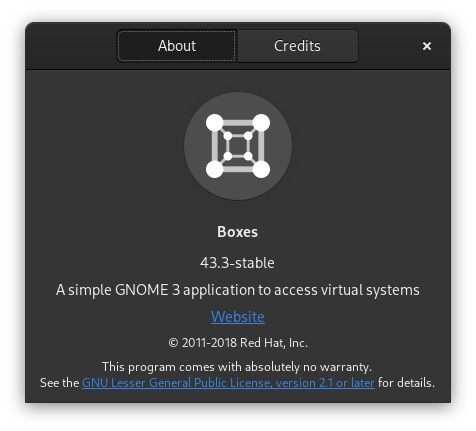 About Credits ×
Boxes
43.3-stable
A simple GNOME 3 application to access virtual systems
Website
© 2011-2018 Red Hat, Inc.
This program comes with absolutely no warranty.
See the GNU Lesser General Public License, version 2.1 or later for details.